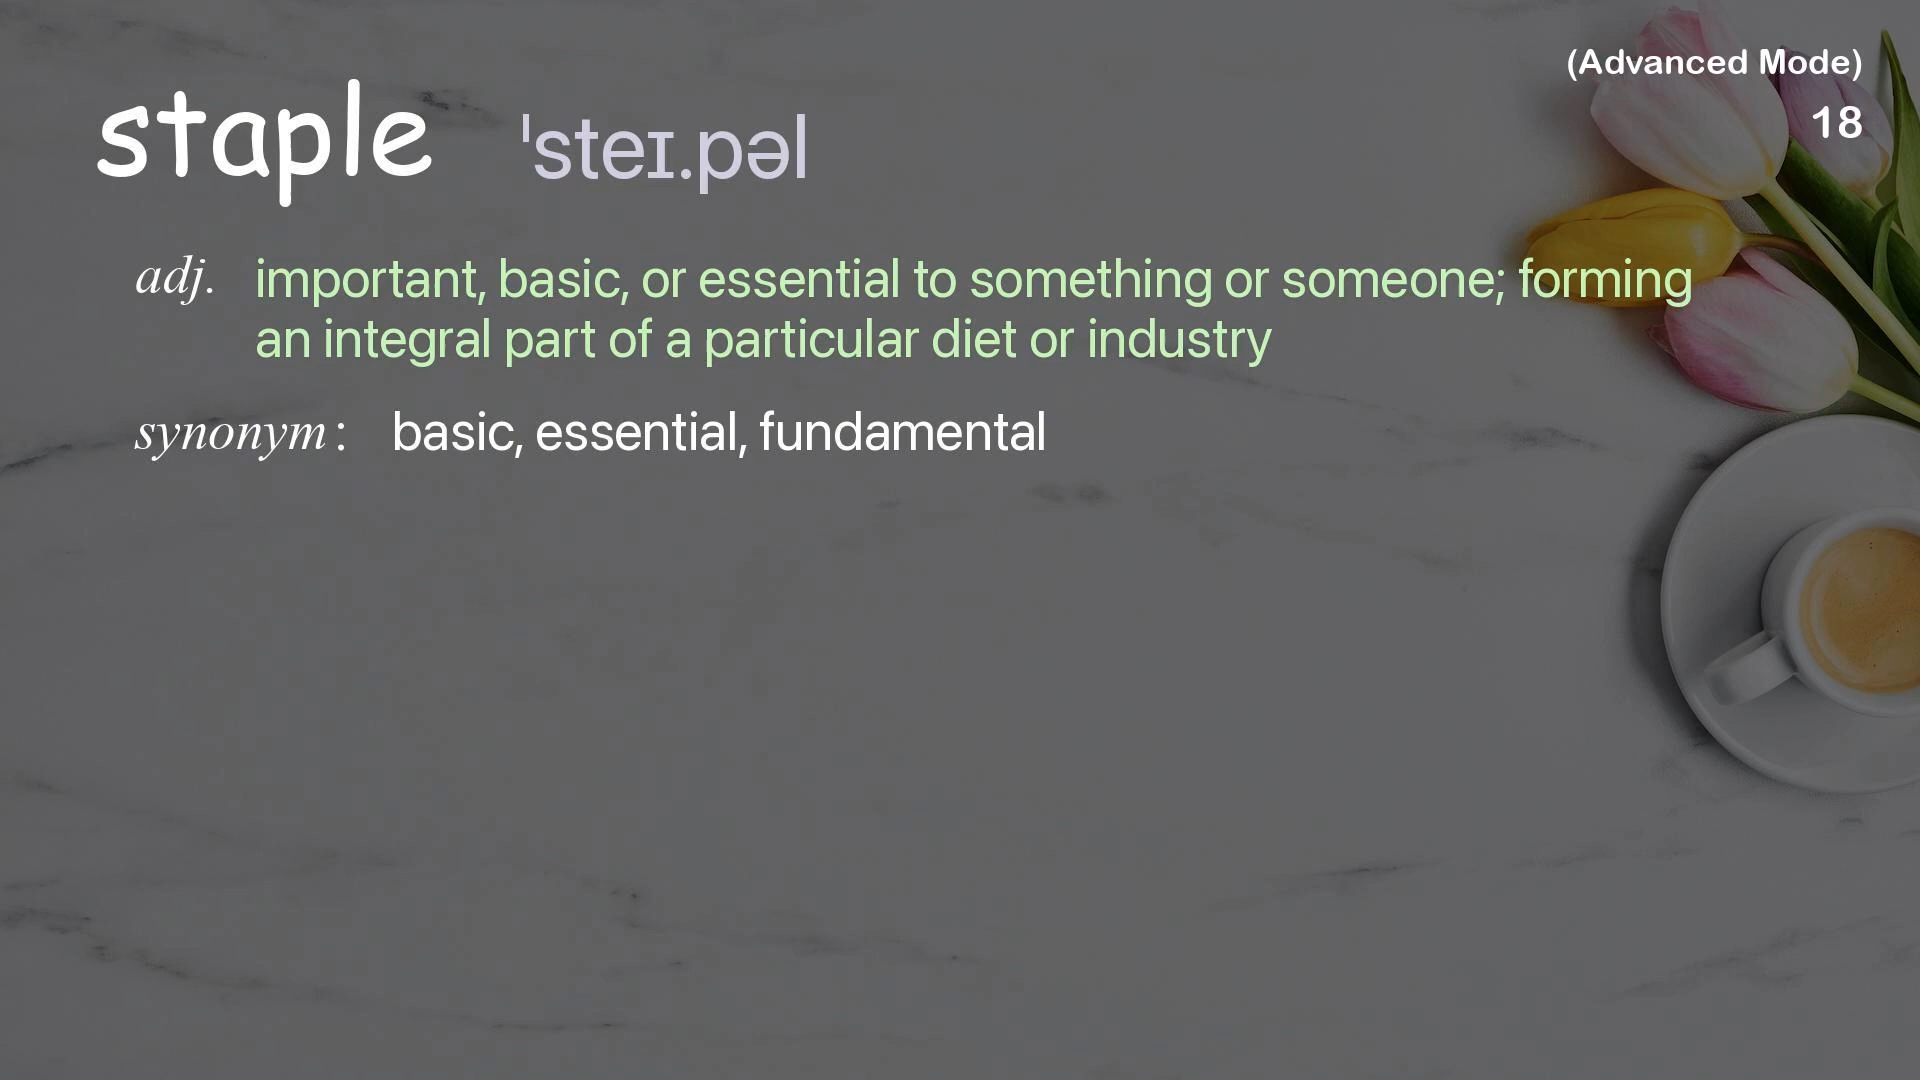 (Advanced Mode)
18
staple ˈsteɪ.pəl
adj. important, basic, or essential to something or someone; forming
an integral part of a particular diet or industry
synonym: basic, essential, fundamental